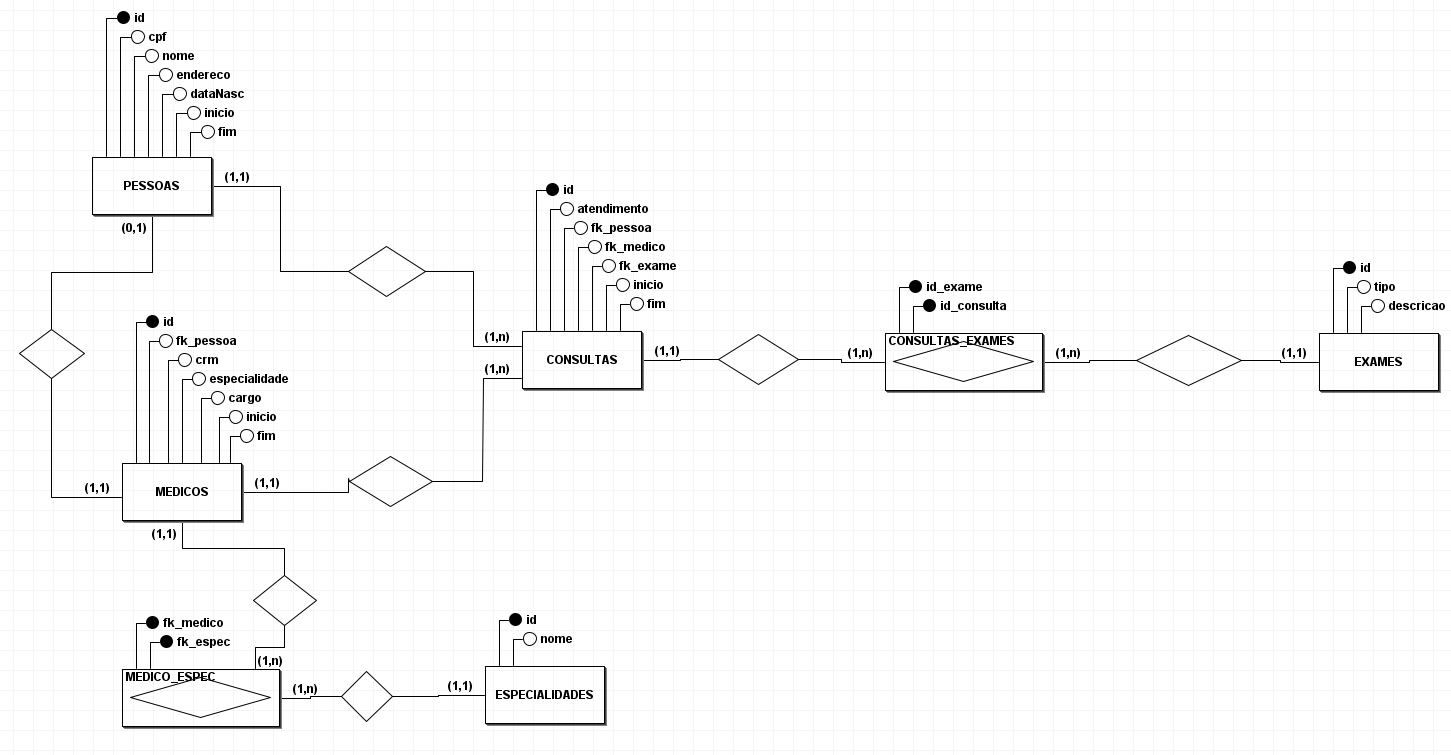 id
cpf
nome
endereco
dataNasc
inicio
fim
PESSOAS
(1,1)
(0,1)
id
atendimento
fk_pessoa
fk_medico
fk_exame
inicio
fim
(1,n)
CONSULTAS
(1,1)
(1,n)
id_exame
id_consulta
CONSULTAS_EXAMES
(1,n)
(1,n)
id
tipo
descricao
(1,1)
EXAMES
id
fk_pessoa
crm
especialidade
cargo
inicio
fim
(1,1)
MEDICOS
(1,1)
(1,1)
fk_medico
fk_espec
(1,n)
MEDICO_ESPEC
(1,n)
id
nome
(1,1)
ESPECIALIDADES